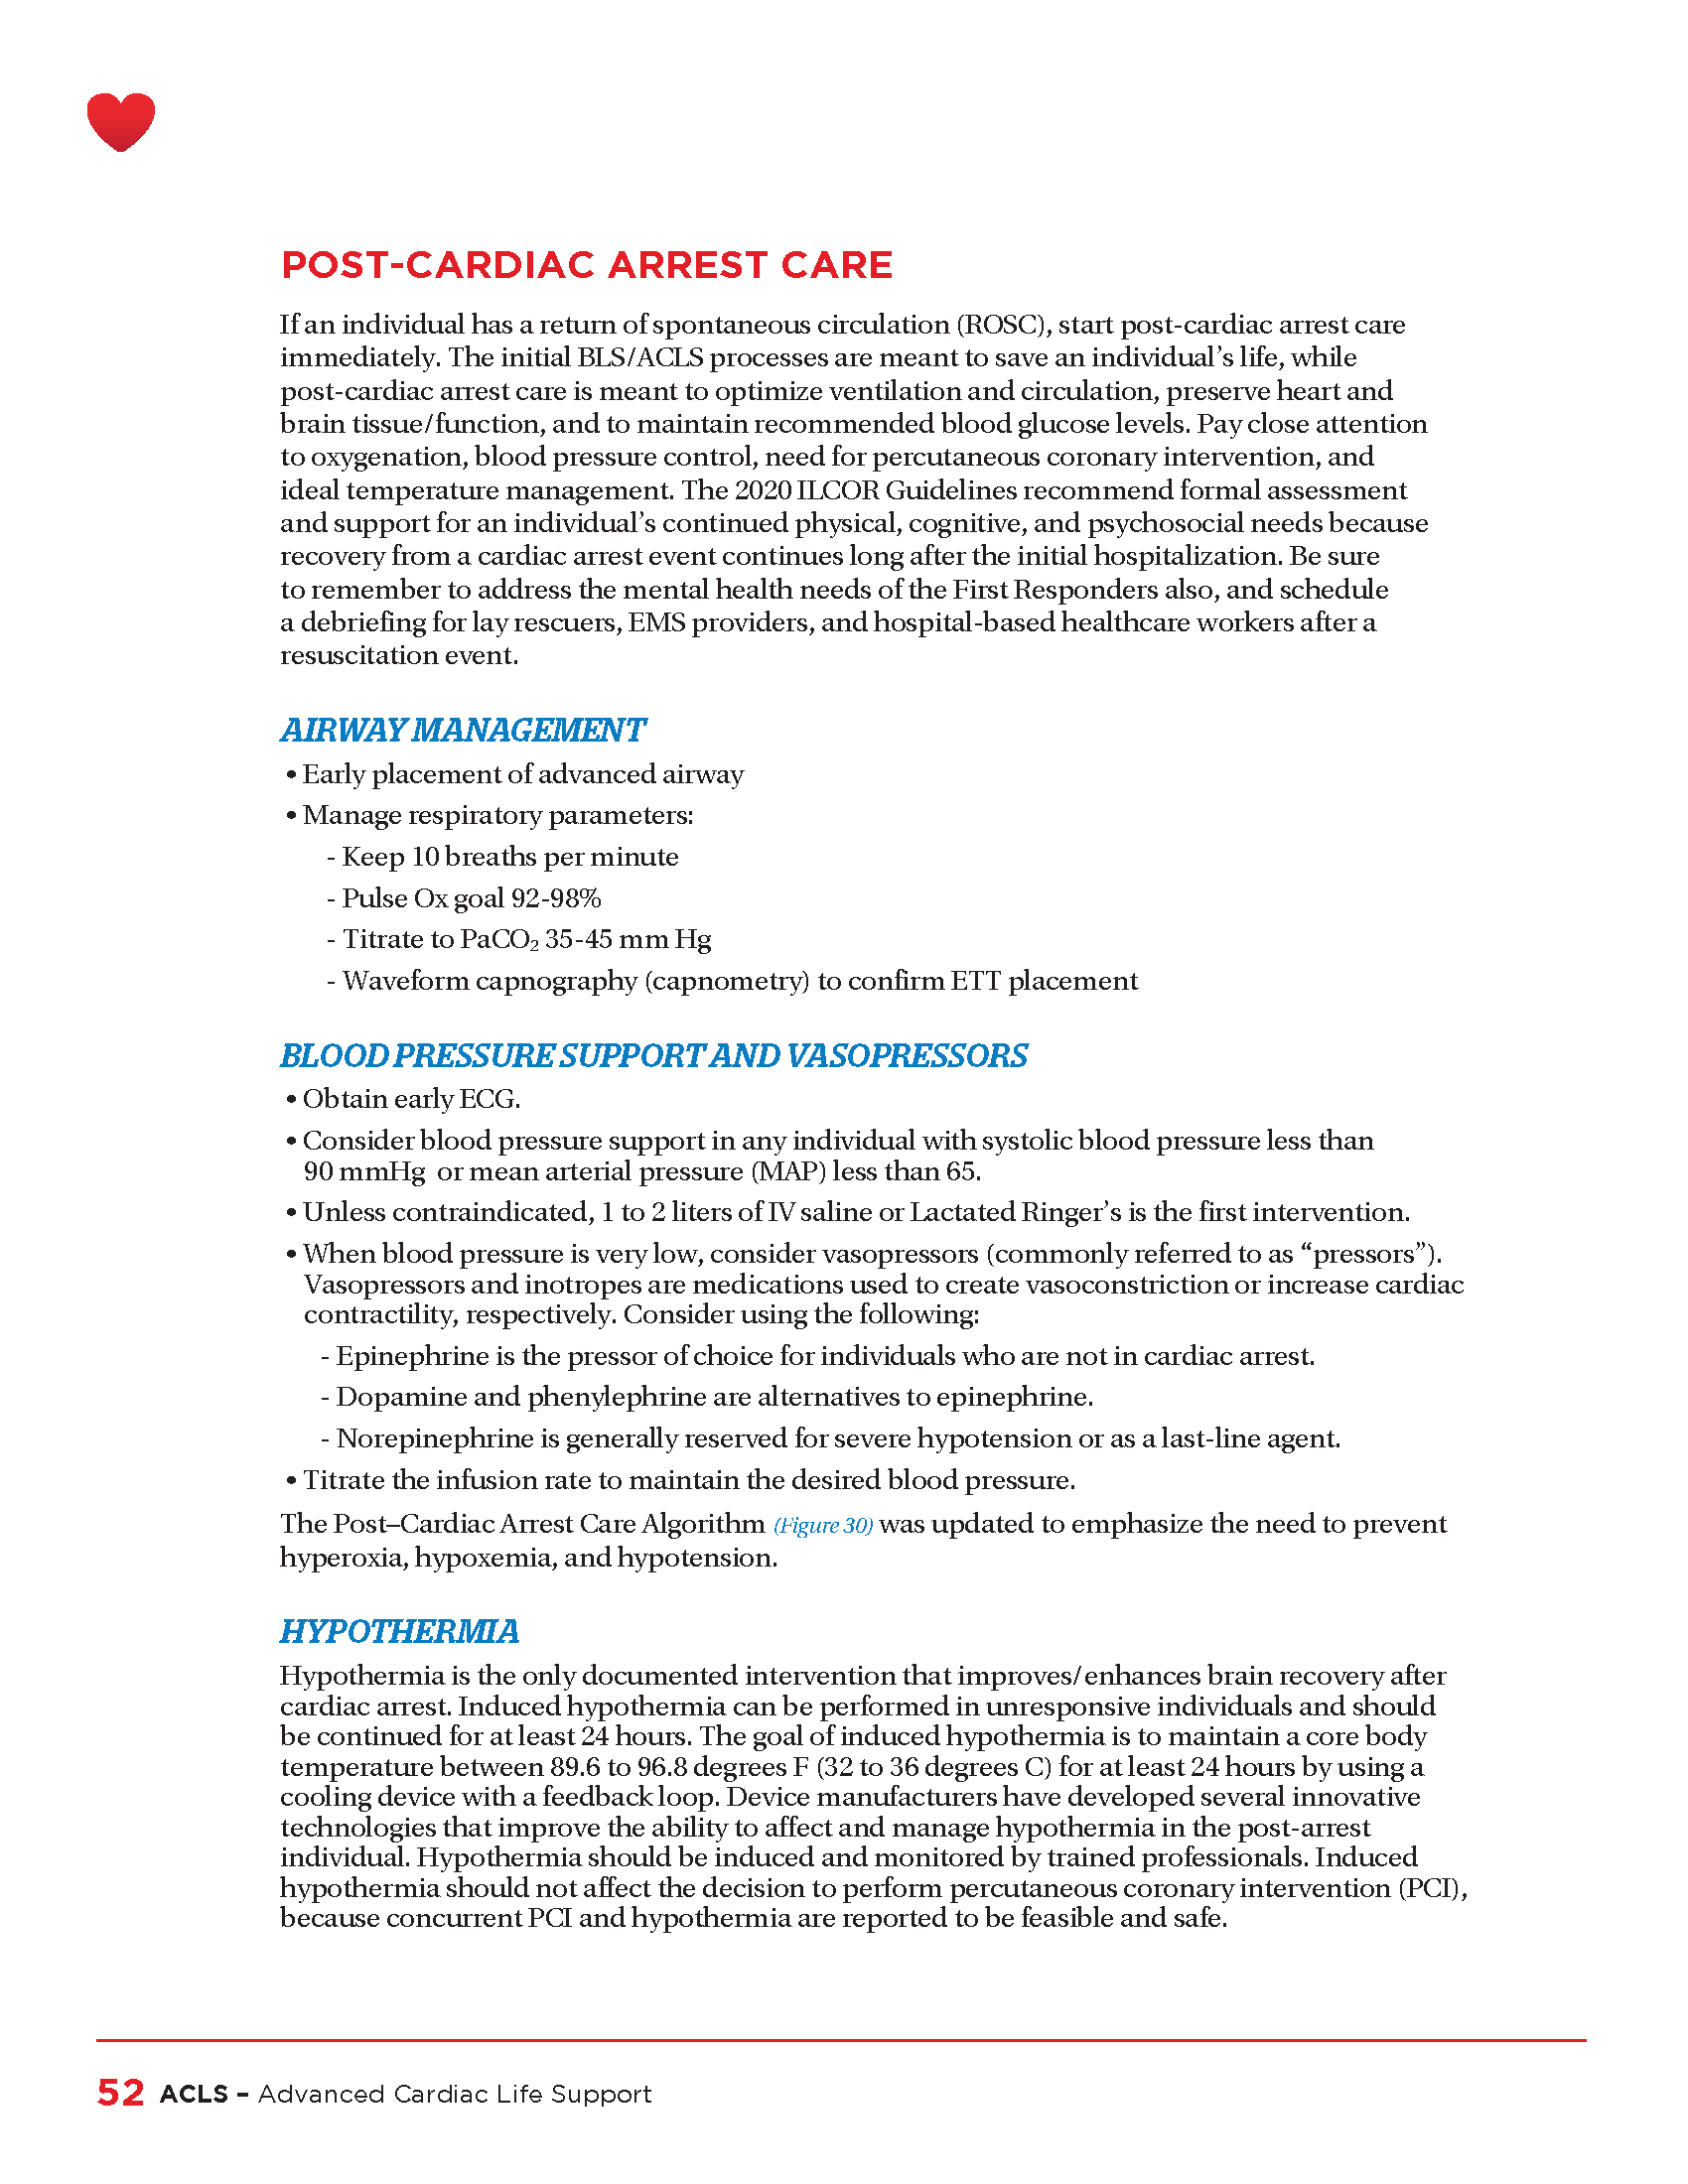 POST-CARDIAC ARREST CARE
If an individual has a return of spontaneous circulation (ROSC), start post-cardiac arrest care
immediately. The initial BLS/ACLS processes are meant to save an individual’s life, while
post-cardiac arrest care is meant to optimize ventilation and circulation, preserve heart and
brain tissue/function, and to maintain recommended blood glucose levels. Pay close attention
to oxygenation, blood pressure control, need for percutaneous coronary intervention, and
ideal temperature management. The 2020 ILCOR Guidelines recommend formal assessment
and support for an individual’s continued physical, cognitive, and psychosocial needs because
recovery from a cardiac arrest event continues long after the initial hospitalization. Be sure
to remember to address the mental health needs of the First Responders also, and schedule
a debriefing for lay rescuers, EMS providers, and hospital-based healthcare workers after a
resuscitation event.
AIRWAY MANAGEMENT
• Early placement of advanced airway
• Manage respiratory parameters:
- Keep 10 breaths per minute
- Pulse Ox goal 92-98%
- Titrate to PaCO₂ 35-45 mm Hg
- Waveform capnography (capnometry) to confirm ETT placement
BLOOD PRESSURE SUPPORT AND VASOPRESSORS
• Obtain early ECG.
• Consider blood pressure support in any individual with systolic blood pressure less than
90 mmHg or mean arterial pressure (MAP) less than 65.
• Unless contraindicated, 1 to 2 liters of IV saline or Lactated Ringer’s is the first intervention.
• When blood pressure is very low, consider vasopressors (commonly referred to as “pressors”).
Vasopressors and inotropes are medications used to create vasoconstriction or increase cardiac
contractility, respectively. Consider using the following:
- Epinephrine is the pressor of choice for individuals who are not in cardiac arrest.
- Dopamine and phenylephrine are alternatives to epinephrine.
- Norepinephrine is generally reserved for severe hypotension or as a last-line agent.
• Titrate the infusion rate to maintain the desired blood pressure.
The Post–Cardiac Arrest Care Algorithm (Figure 30) was updated to emphasize the need to prevent
hyperoxia, hypoxemia, and hypotension.
HYPOTHERMIA
Hypothermia is the only documented intervention that improves/enhances brain recovery after
cardiac arrest. Induced hypothermia can be performed in unresponsive individuals and should
be continued for at least 24 hours. The goal of induced hypothermia is to maintain a core body
temperature between 89.6 to 96.8 degrees F (32 to 36 degrees C) for at least 24 hours by using a
cooling device with a feedback loop. Device manufacturers have developed several innovative
technologies that improve the ability to affect and manage hypothermia in the post-arrest
individual. Hypothermia should be induced and monitored by trained professionals. Induced
hypothermia should not affect the decision to perform percutaneous coronary intervention (PCI),
because concurrent PCI and hypothermia are reported to be feasible and safe.
52 ACLS – Advanced Cardiac Life Support